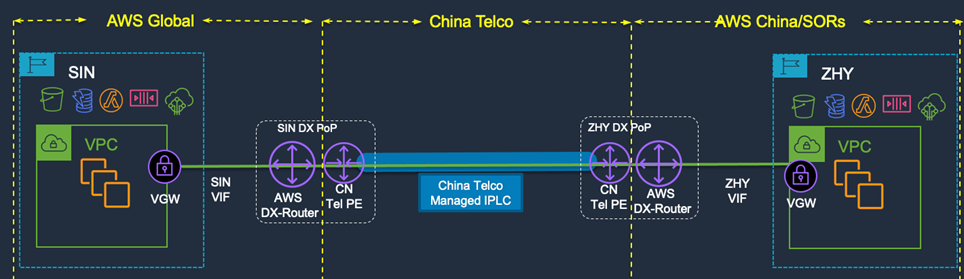 AWS Global
China Telco
AWS China/SORs
SIN
ZHY
SIN DX PoP
ZHY DX PoP
VPC
VPC
VGW
SIN
VIF
AWS
DX-Router
CN
Tel PE
China Telco
Managed IPLC
CN
Tel PE
AWS
DX-Router
ZHY
VIF
VGW